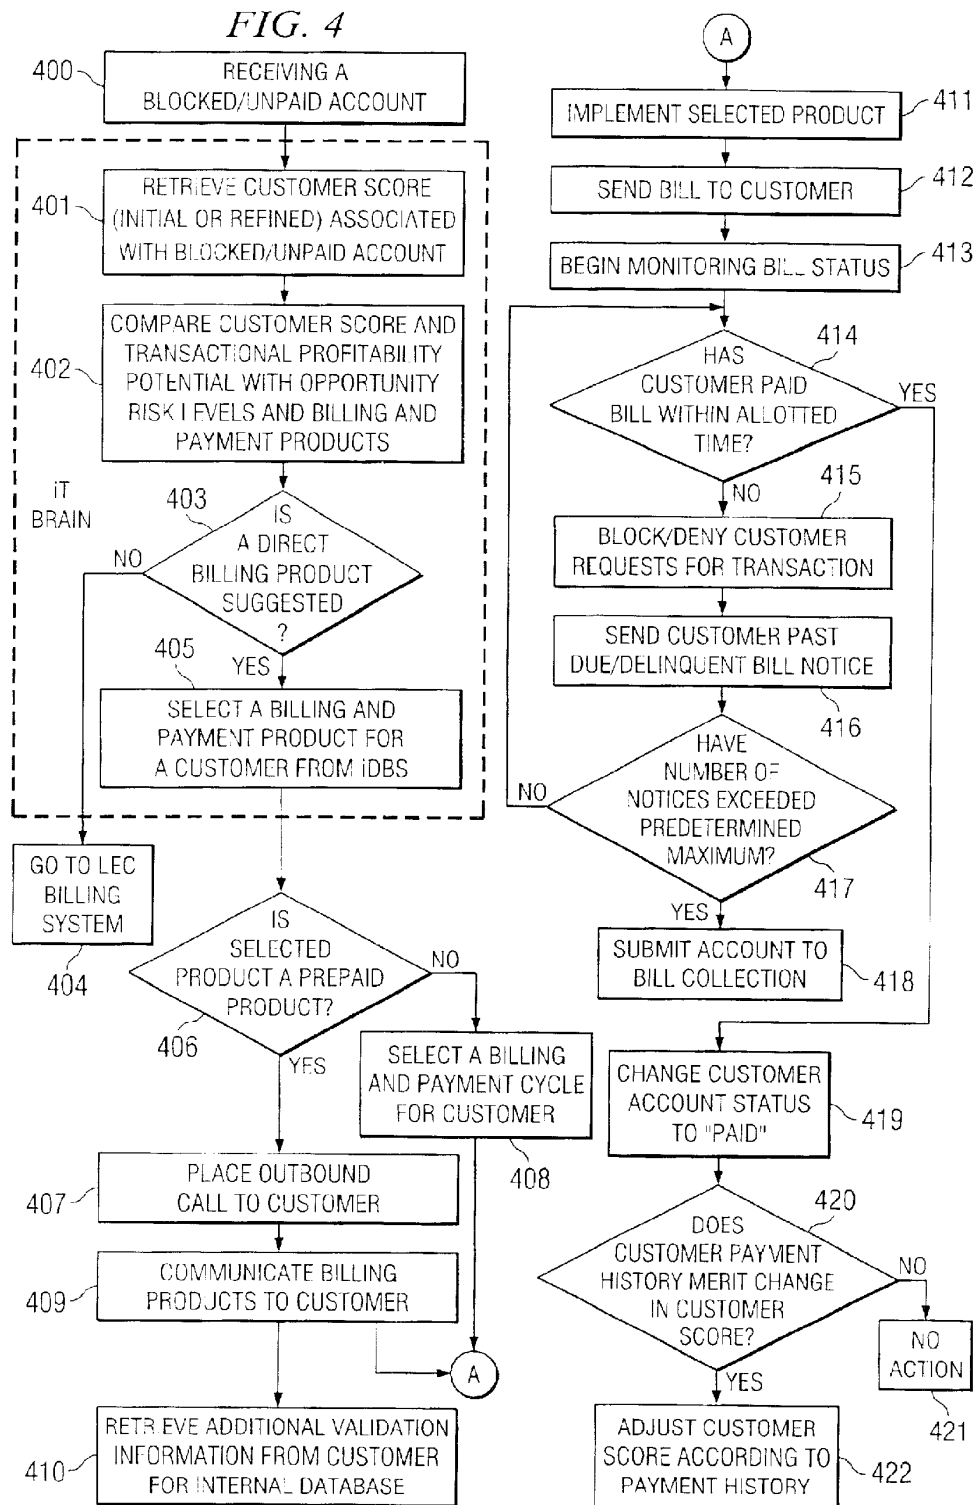 FIG. 4
400
RECEIVING A
BLOCKED/UNPAID ACCOUNT
401
RETRIEVE CUSTOMER SCORE
(INITIAL OR REFINED) ASSOCIATED
WITH BLOCKED/UNPAID ACCOUNT
402
COMPARE CUSTOMER SCORE AND
TRANSACTIONAL PROFITABILITY
POTENTIAL WITH OPPORTUNITY
RISK LEVELS AND BILLING AND
PAYMENT PRODUCTS
iT
BRAIN
403
IS
A DIRECT
BILLING PRODUCT
SUGGESTED
?
NO
YES
405
SELECT A BILLING AND
PAYMENT PRODUCT FOR
A CUSTOMER FROM iDBS
GO TO LEC
BILLING
SYSTEM
404
IS
SELECTED
PRODUCT A PREPAID
PRODUCT?
406
NO
YES
SELECT A BILLING
AND PAYMENT CYCLE
FOR CUSTOMER
408
407
PLACE OUTBOUND
CALL TO CUSTOMER
409
COMMUNICATE BILLING
PRODUCTS TO CUSTOMER
A
410
RETRIEVE ADDITIONAL VALIDATION
INFORMATION FROM CUSTOMER
FOR INTERNAL DATABASE
A
IMPLEMENT SELECTED PRODUCT
411
SEND BILL TO CUSTOMER
412
BEGIN MONITORING BILL STATUS
413
414
HAS
CUSTOMER PAID
BILL WITHIN ALLOTTED
TIME?
YES
NO
415
BLOCK/DENY CUSTOMER
REQUESTS FOR TRANSACTION
SEND CUSTOMER PAST
DUE/DELINQUENT BILL NOTICE
416
HAVE
NUMBER OF
NOTICES EXCEEDED
PREDETERMINED
MAXIMUM?
417
NO
YES
SUBMIT ACCOUNT TO
BILL COLLECTION
418
CHANGE CUSTOMER
ACCOUNT STATUS
TO "PAID"
419
420
DOES
CUSTOMER PAYMENT
HISTORY MERIT CHANGE
IN CUSTOMER
SCORE?
NO
YES
NO
ACTION
421
ADJUST CUSTOMER
SCORE ACCORDING TO
PAYMENT HISTORY
422